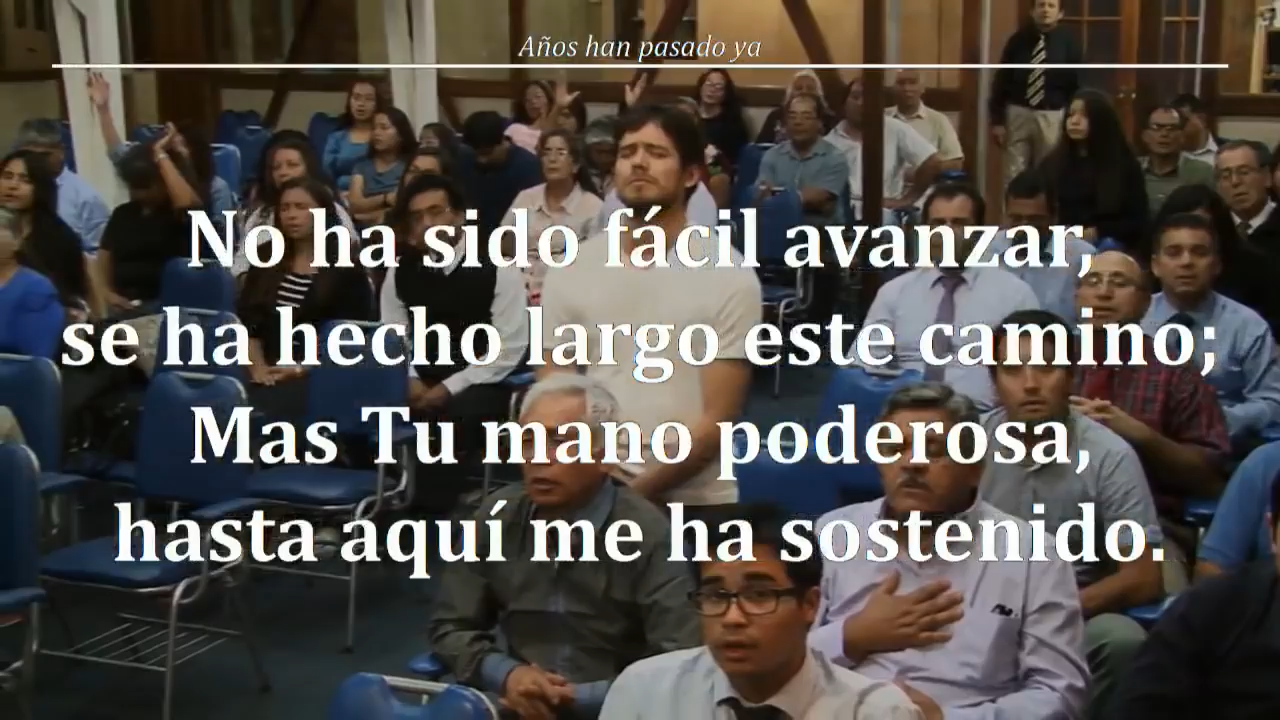 Años han pasado ya
No ha sido fácil avanzar,
se ha hecho largo este camino;
Mas Tu mano poderosa,
hasta aquí me ha sostenido.